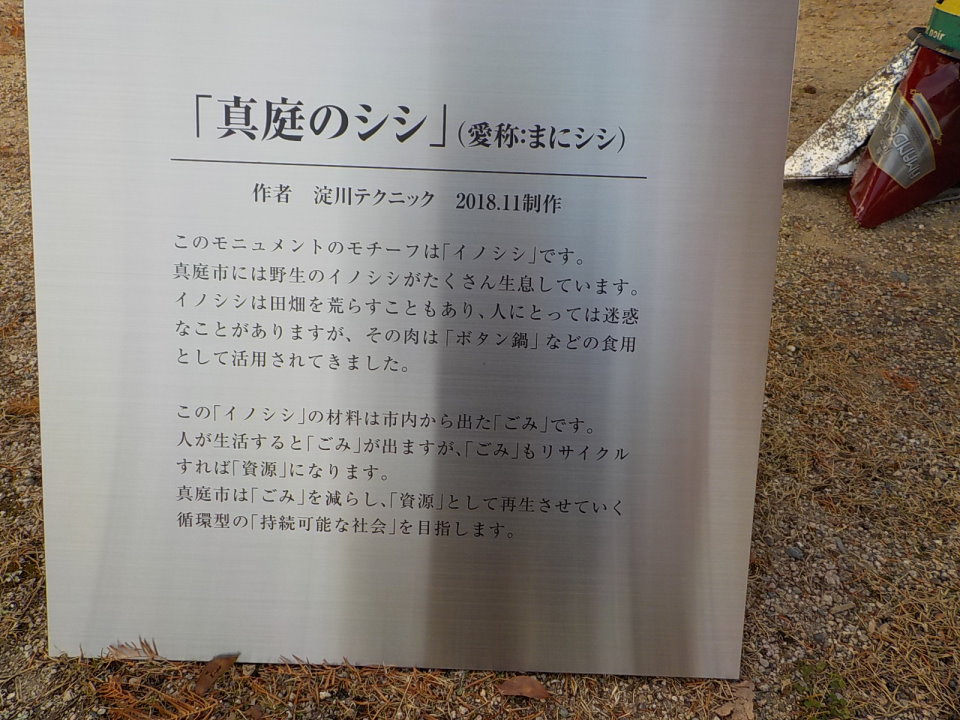 「真庭のシシ」(愛称:まにシシ)
作者 淀川テクニック 2018.11制作
このモニュメントのモチーフは「イノシシ」です。
真庭市には野生のイノシシがたくさん生息しています。
イノシシは田畑を荒らすこともあり、人にとっては迷惑
なことがありますが、その肉は「ボタン鍋」などの食用
として活用されてきました。
この「イノシシ」の材料は市内から出た「ごみ」です。
人が生活すると「ごみ」が出ますが、「ごみ」もリサイクル
すれば「資源」になります。
真庭市は「ごみ」を減らし、「資源」として再生させていく
循環型の「持続可能な社会」を目指します。
noir